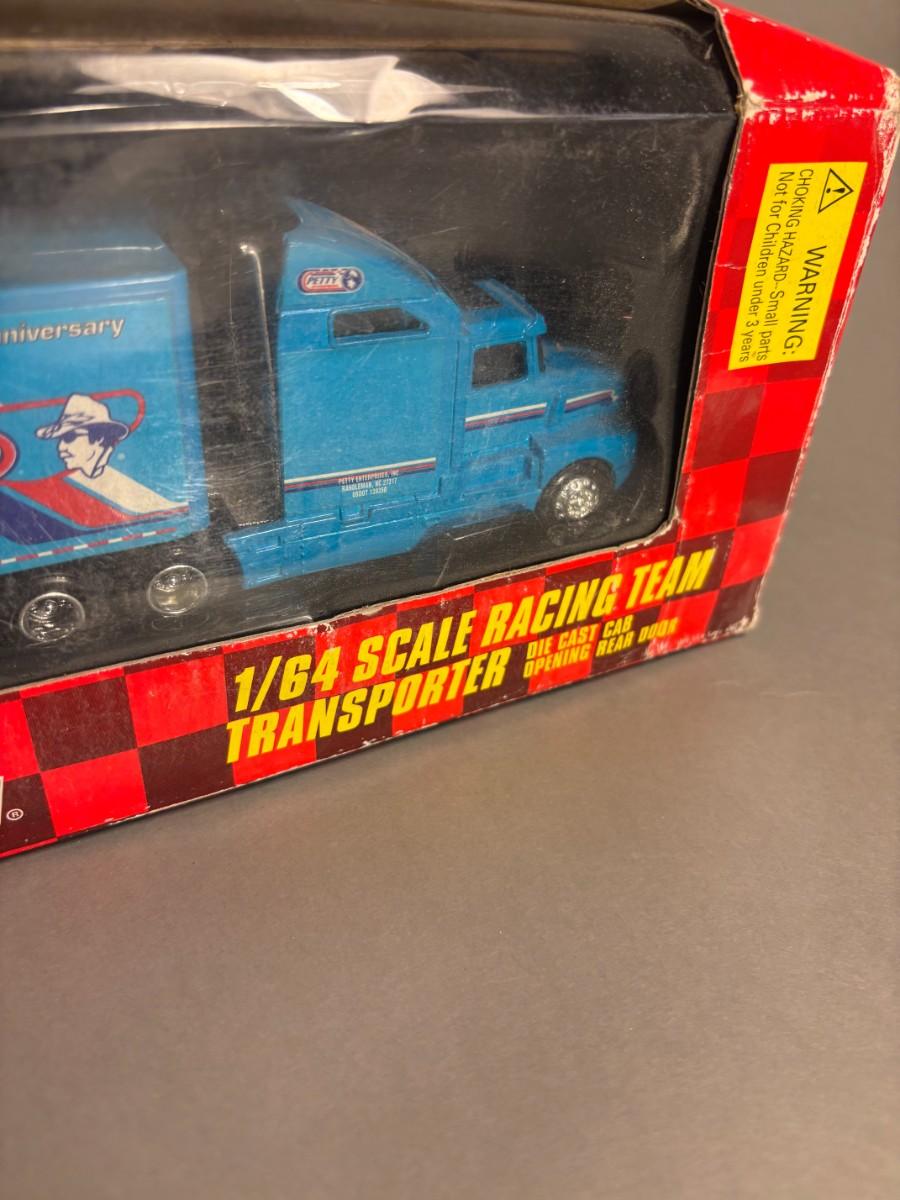 niversary
PETTY
PETTY ENTERPRISES, INC
RANDLEMAN, NC 27317
WARNING:
CHOKING HAZARD--Small parts
Not for Children under 3 years
1/64 SCALE RACING TEAM
TRANSPORTER
DIE CAST CAB
OPENING REAR DOOR
®